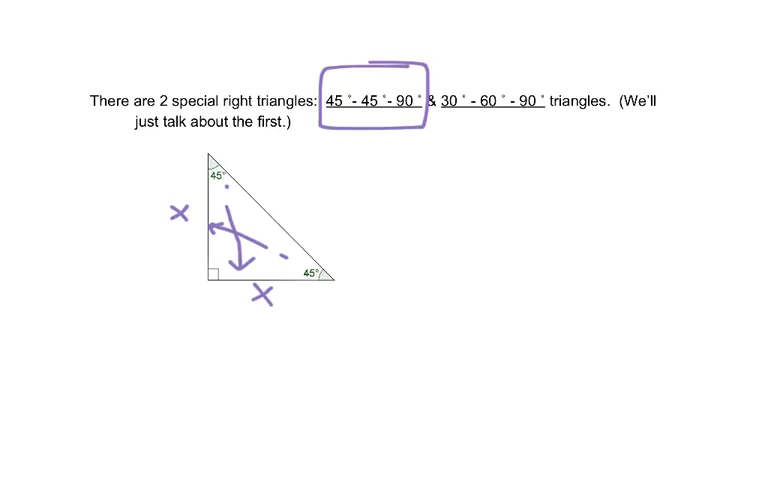 There are 2 special right triangles: 45 ° - 45 ° - 90 ° & 30 ° - 60 ° - 90 ° triangles. (We'll
just talk about the first.)
45°
x
45°
x